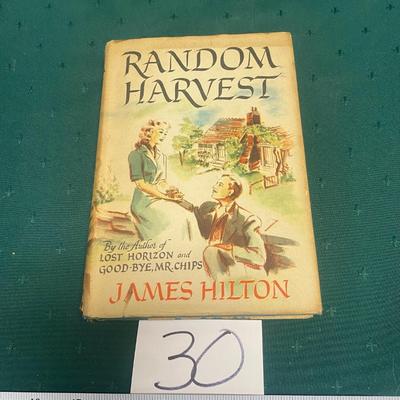 RANDOM
HARVEST
By the Author of
LOST HORIZON and
GOOD-BYE, MR. CHIPS
JAMES HILTON
30